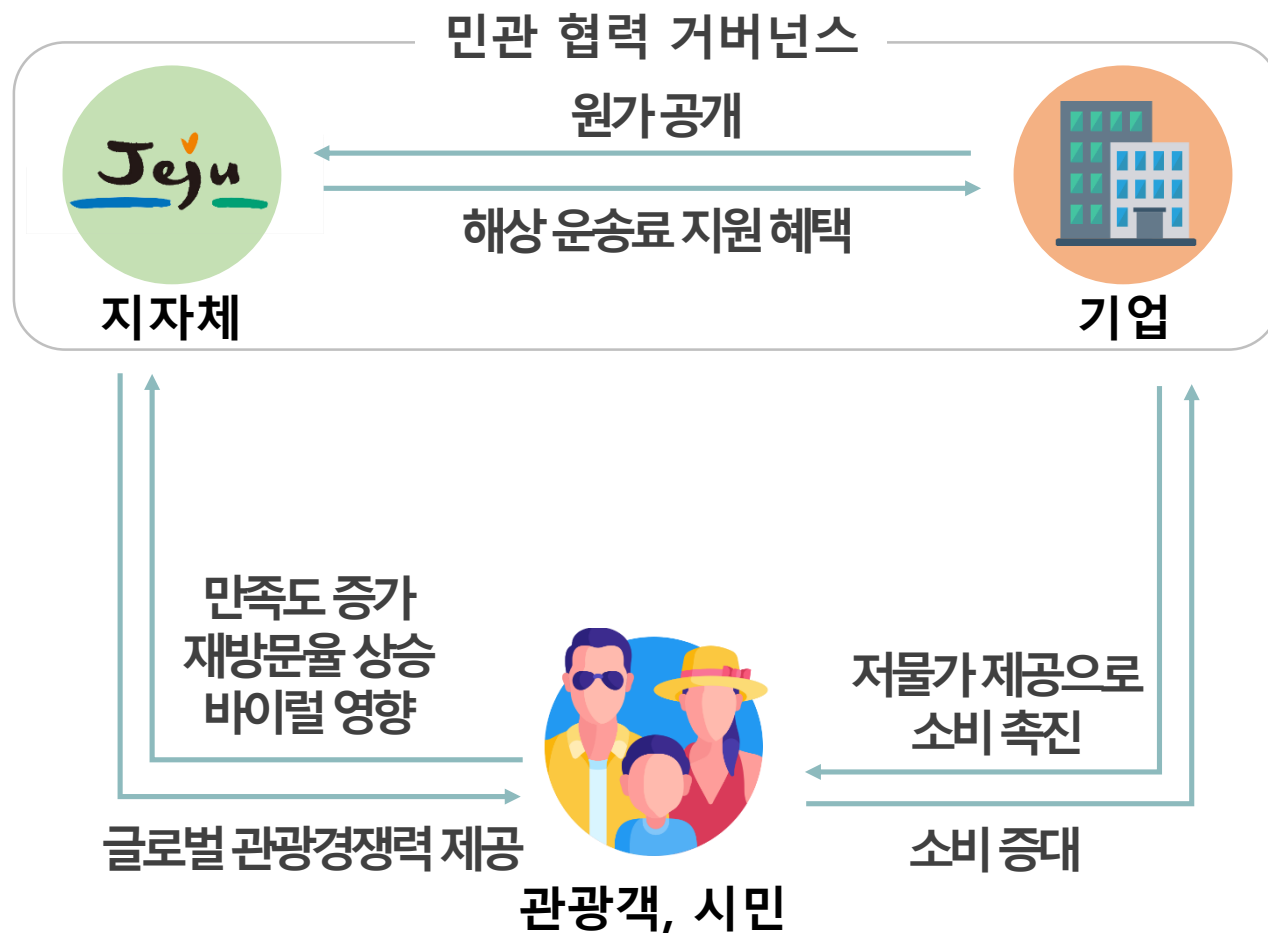 민관 협력 거버넌스
원가 공개
Jeju
해상 운송료 지원 혜택
지자체
기업
만족도 증가
재방문율 상승
바이럴 영향
저물가 제공으로
소비 촉진
글로벌 관광경쟁력 제공
소비 증대
관광객, 시민